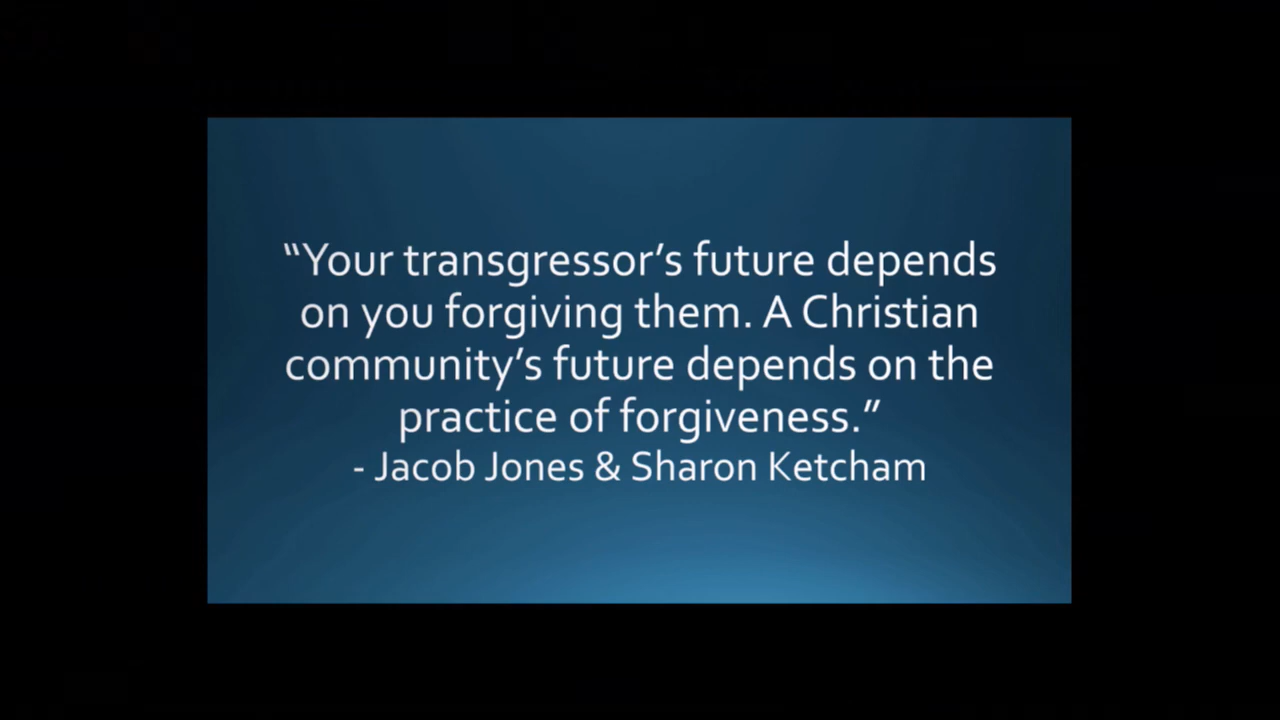 “Your transgressor’s future depends
on you forgiving them. A Christian
community’s future depends on the
practice of forgiveness.”
- Jacob Jones & Sharon Ketcham